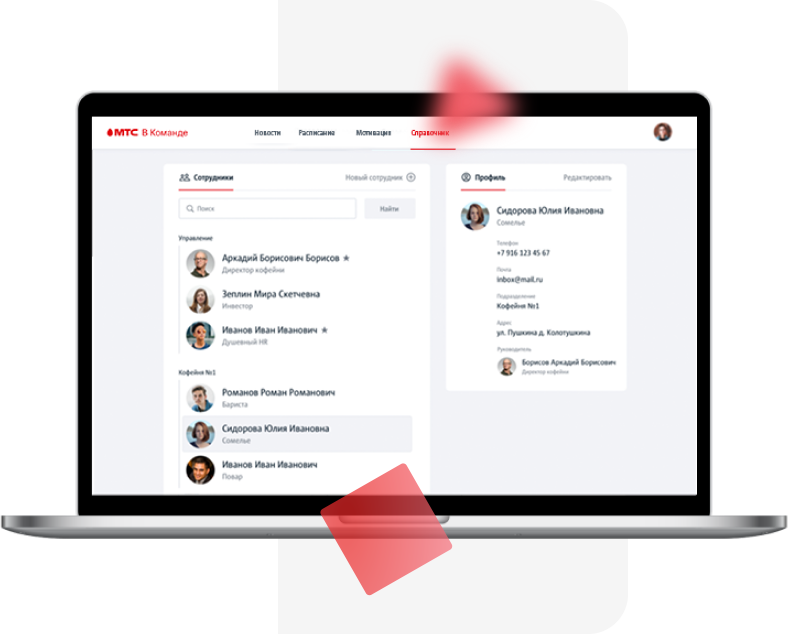 МТС В Команде
Новости Расписание Мотивация Справочник
Сотрудники Новый сотрудник
Поиск Найти
Управление
Аркадий Борисович Борисов
Директор кофейни
Зеплин Мира Скетчевна
Инвестор
Иванов Иван Иванович
Душевный HR
Кофейня №1
Романов Роман Романович
Бариста
Сидорова Юлия Ивановна
Сомелье
Иванов Иван Иванович
Повар
Профиль Редактировать
Сидорова Юлия Ивановна
Сомелье
Телефон
+7 916 123 45 67
Почта
inbox@mail.ru
Подразделение
Кофейня №1
Адрес
ул. Пушкина д. Колотушкина
Руководитель
Борисов Аркадий Борисович
Директор кофейни